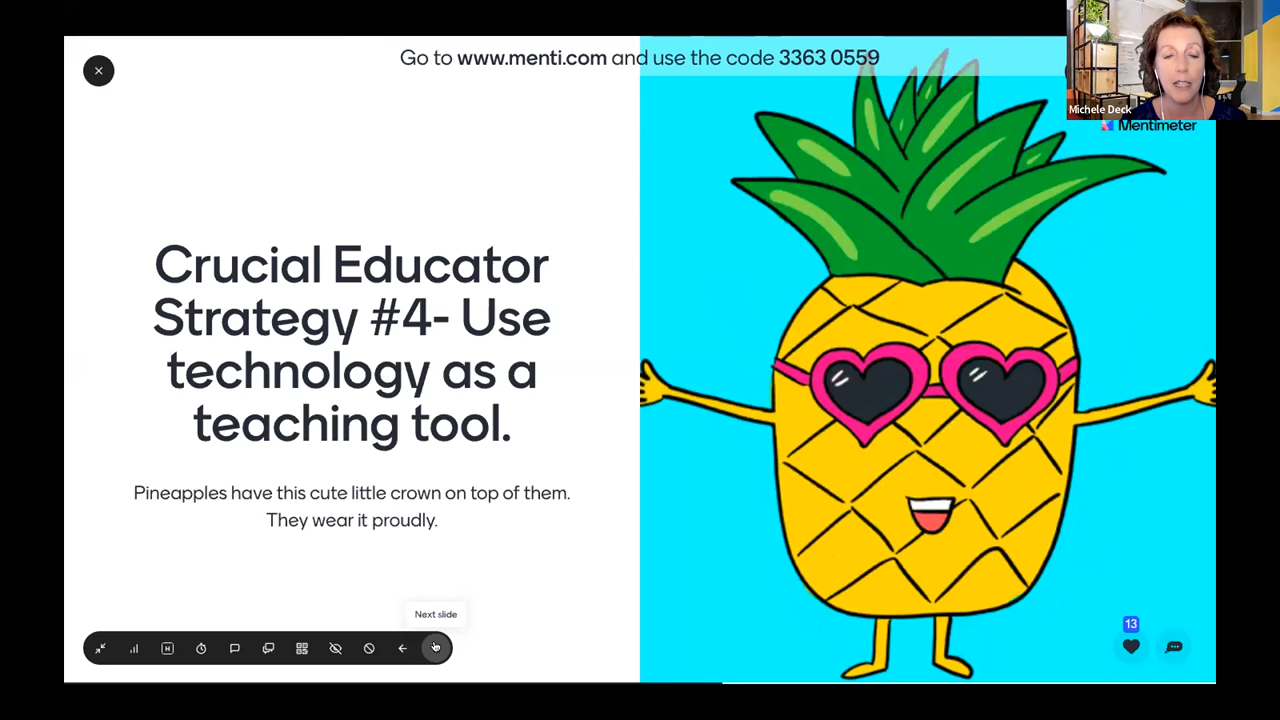 Go to www.menti.com and use the code 3363 0559
Michele Deck
Mentimeter
Crucial Educator
Strategy #4- Use
technology as a
teaching tool.
Pineapples have this cute little crown on top of them.
They wear it proudly.
Next slide
H
13